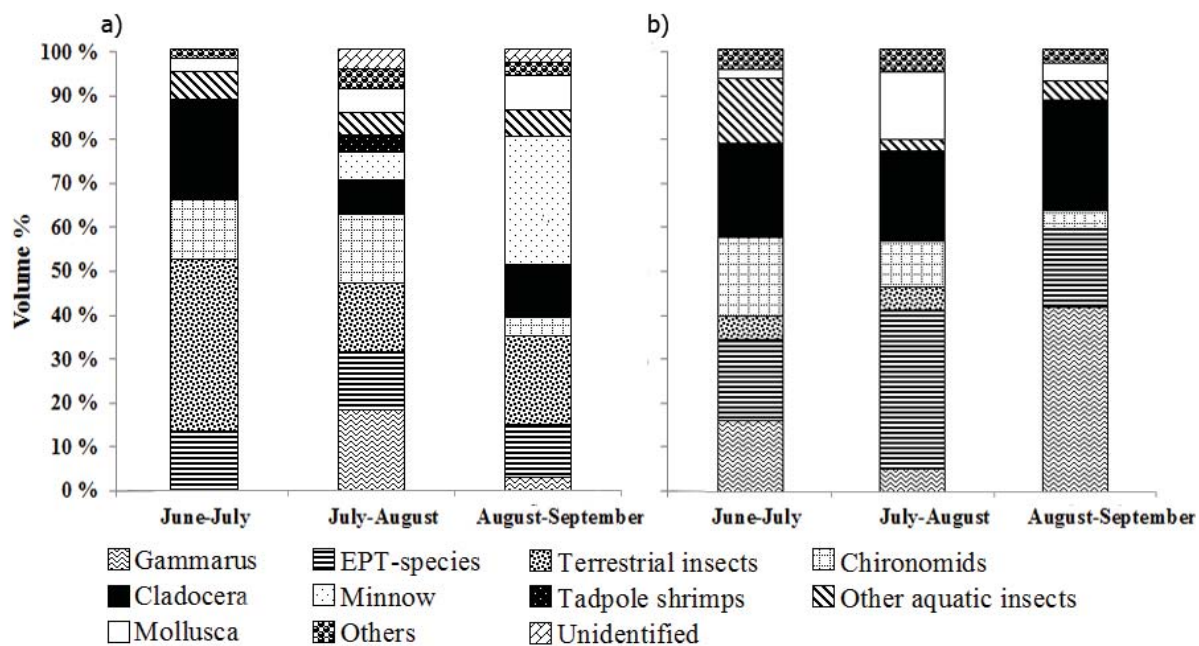 a)
b)
Volume %
100 %
90 %
80 %
70 %
60 %
50 %
40 %
30 %
20 %
10 %
0 %
June-July
July-August
August-September
June-July
July-August
August-September
Gammarus
EPT-species
Terrestrial insects
Chironomids
Cladocera
Minnow
Tadpole shrimps
Other aquatic insects
Mollusca
Others
Unidentified